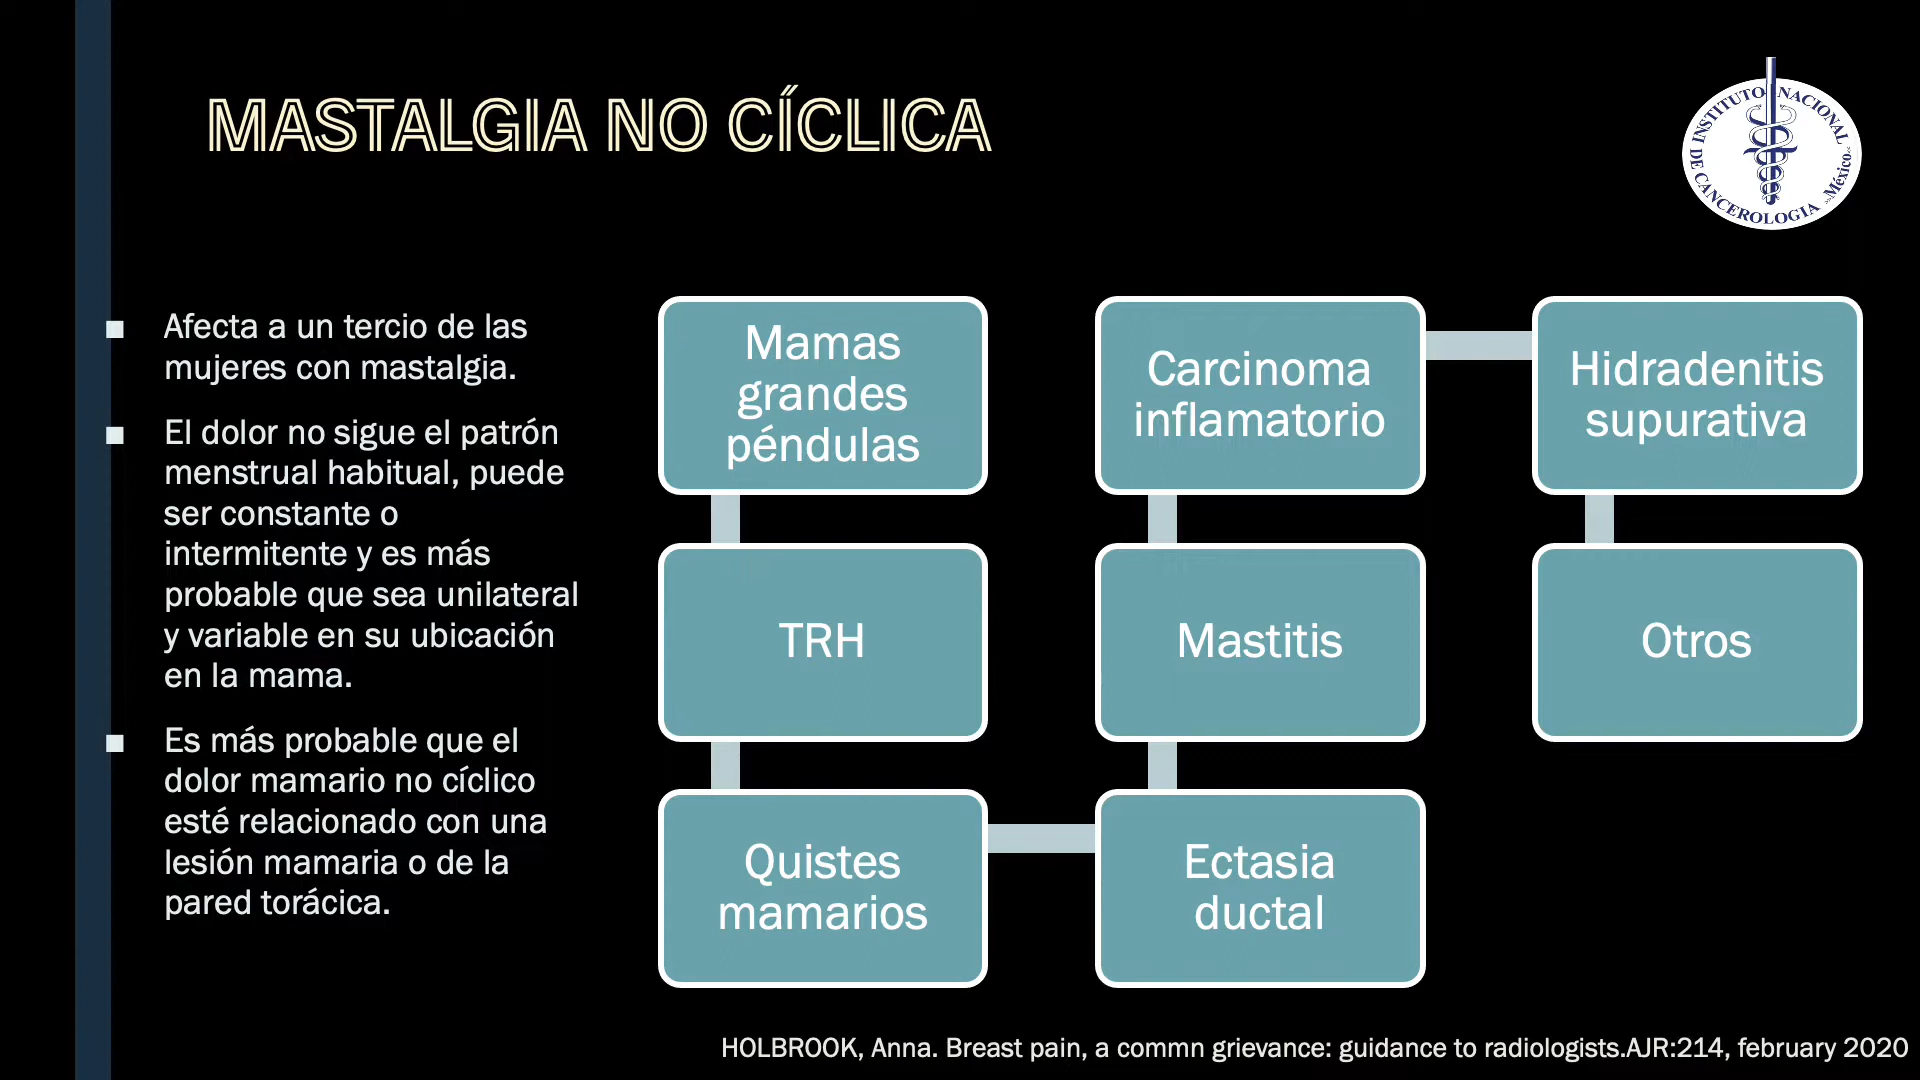 MASTALGIA NO CÍCLICA
INSTITUTO NACIONAL
DE CANCEROLOGIA
México
Afecta a un tercio de las
mujeres con mastalgia.
El dolor no sigue el patrón
menstrual habitual, puede
ser constante o
intermitente y es más
probable que sea unilateral
y variable en su ubicación
en la mama.
Es más probable que el
dolor mamario no cíclico
esté relacionado con una
lesión mamaria o de la
pared torácica.
Mamas
grandes
péndulas
TRH
Quistes
mamarios
Ectasia
ductal
Mastitis
Carcinoma
inflamatorio
Hidradenitis
supurativa
Otros
HOLBROOK, Anna. Breast pain, a commn grievance: guidance to radiologists.AJR:214, february 2020